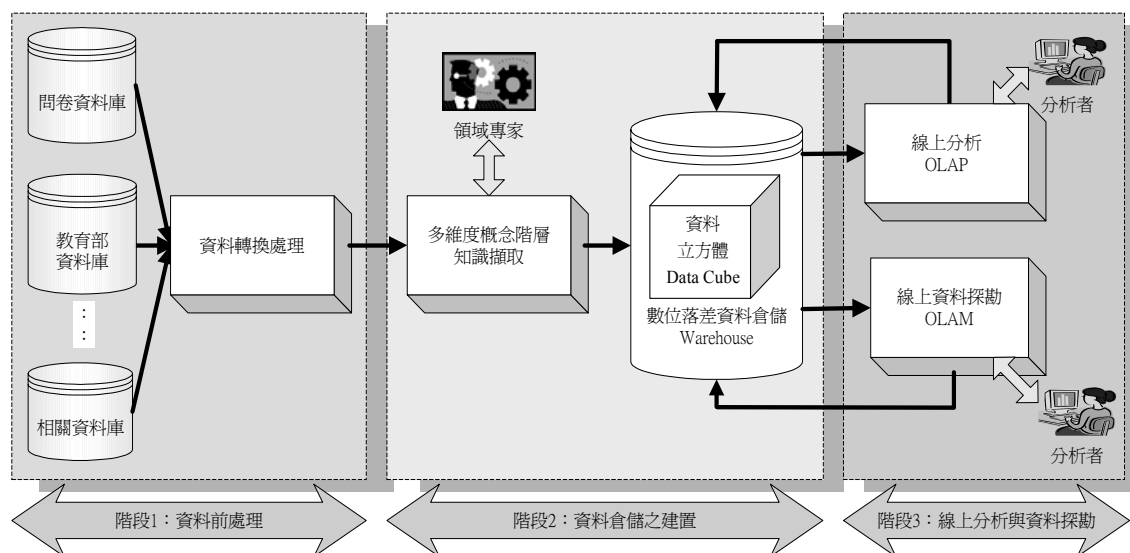 問卷資料庫
教育部
資料庫
：
：
相關資料庫
資料轉換處理
領域專家
多維度概念階層
知識擷取
資料
立方體
Data Cube
數位落差資料倉儲
Warehouse
線上分析
OLAP
分析者
線上資料探勘
OLAM
分析者
階段1：資料前處理
階段2：資料倉儲之建置
階段3：線上分析與資料探勘